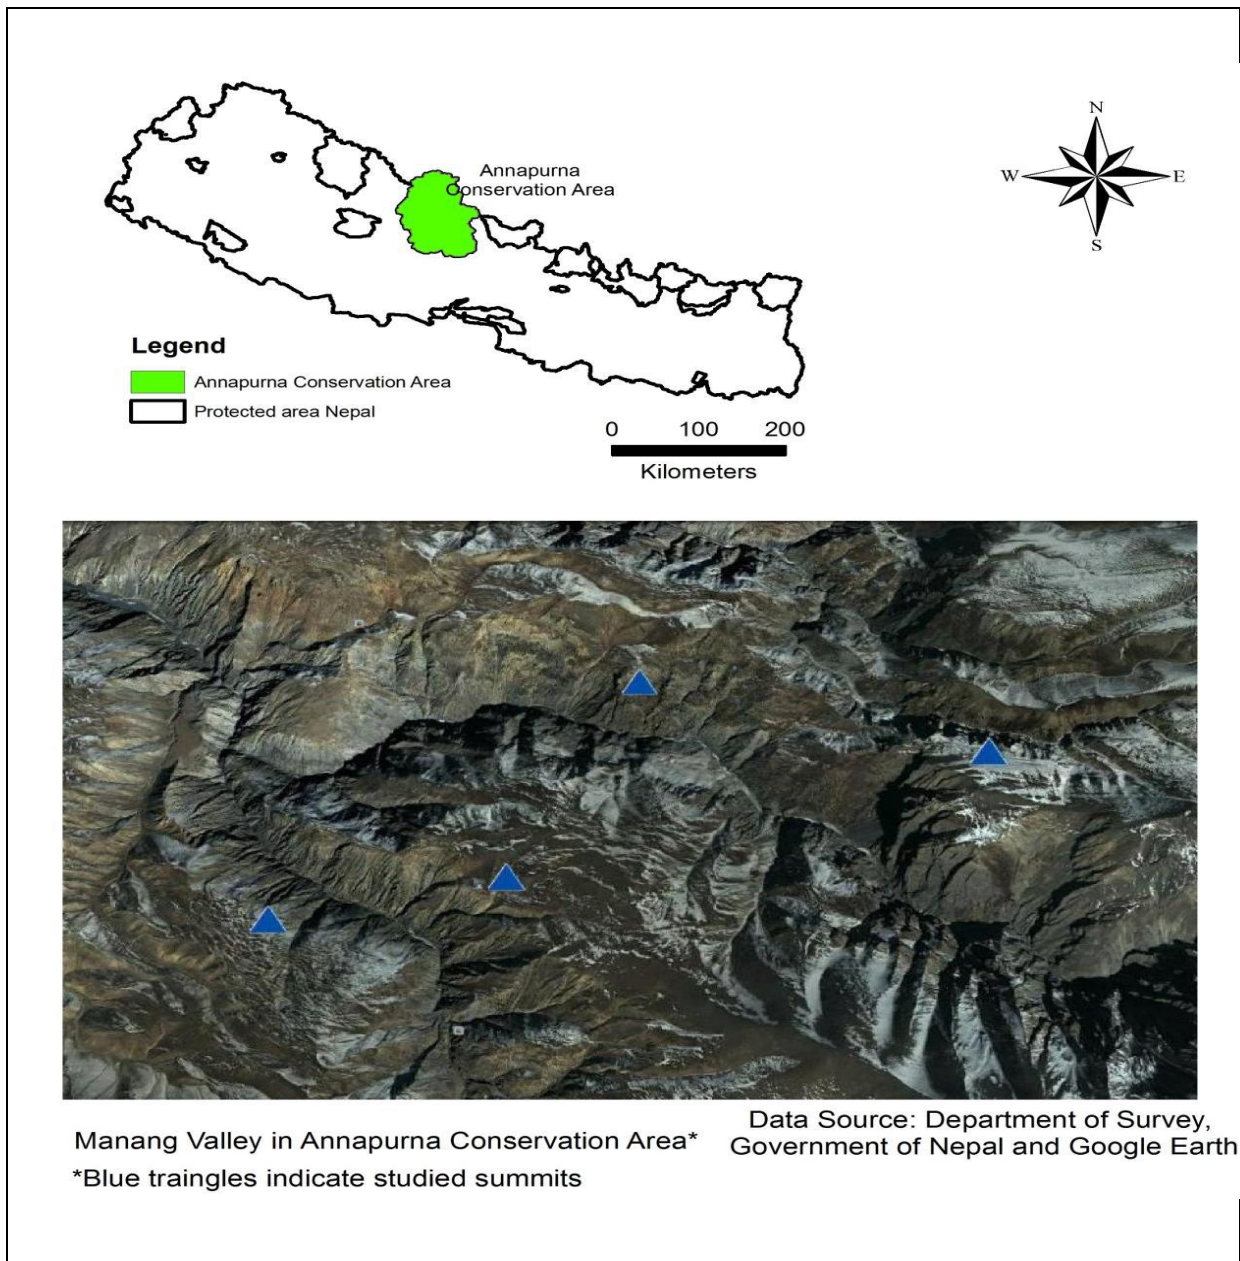 N
W
E
S
Annapurna
Conservation Area
Legend
Annapurna Conservation Area
Protected area Nepal
0 100 200
Kilometers
Manang Valley in Annapurna Conservation Area*
*Blue traingles indicate studied summits
Data Source: Department of Survey,
Government of Nepal and Google Earth